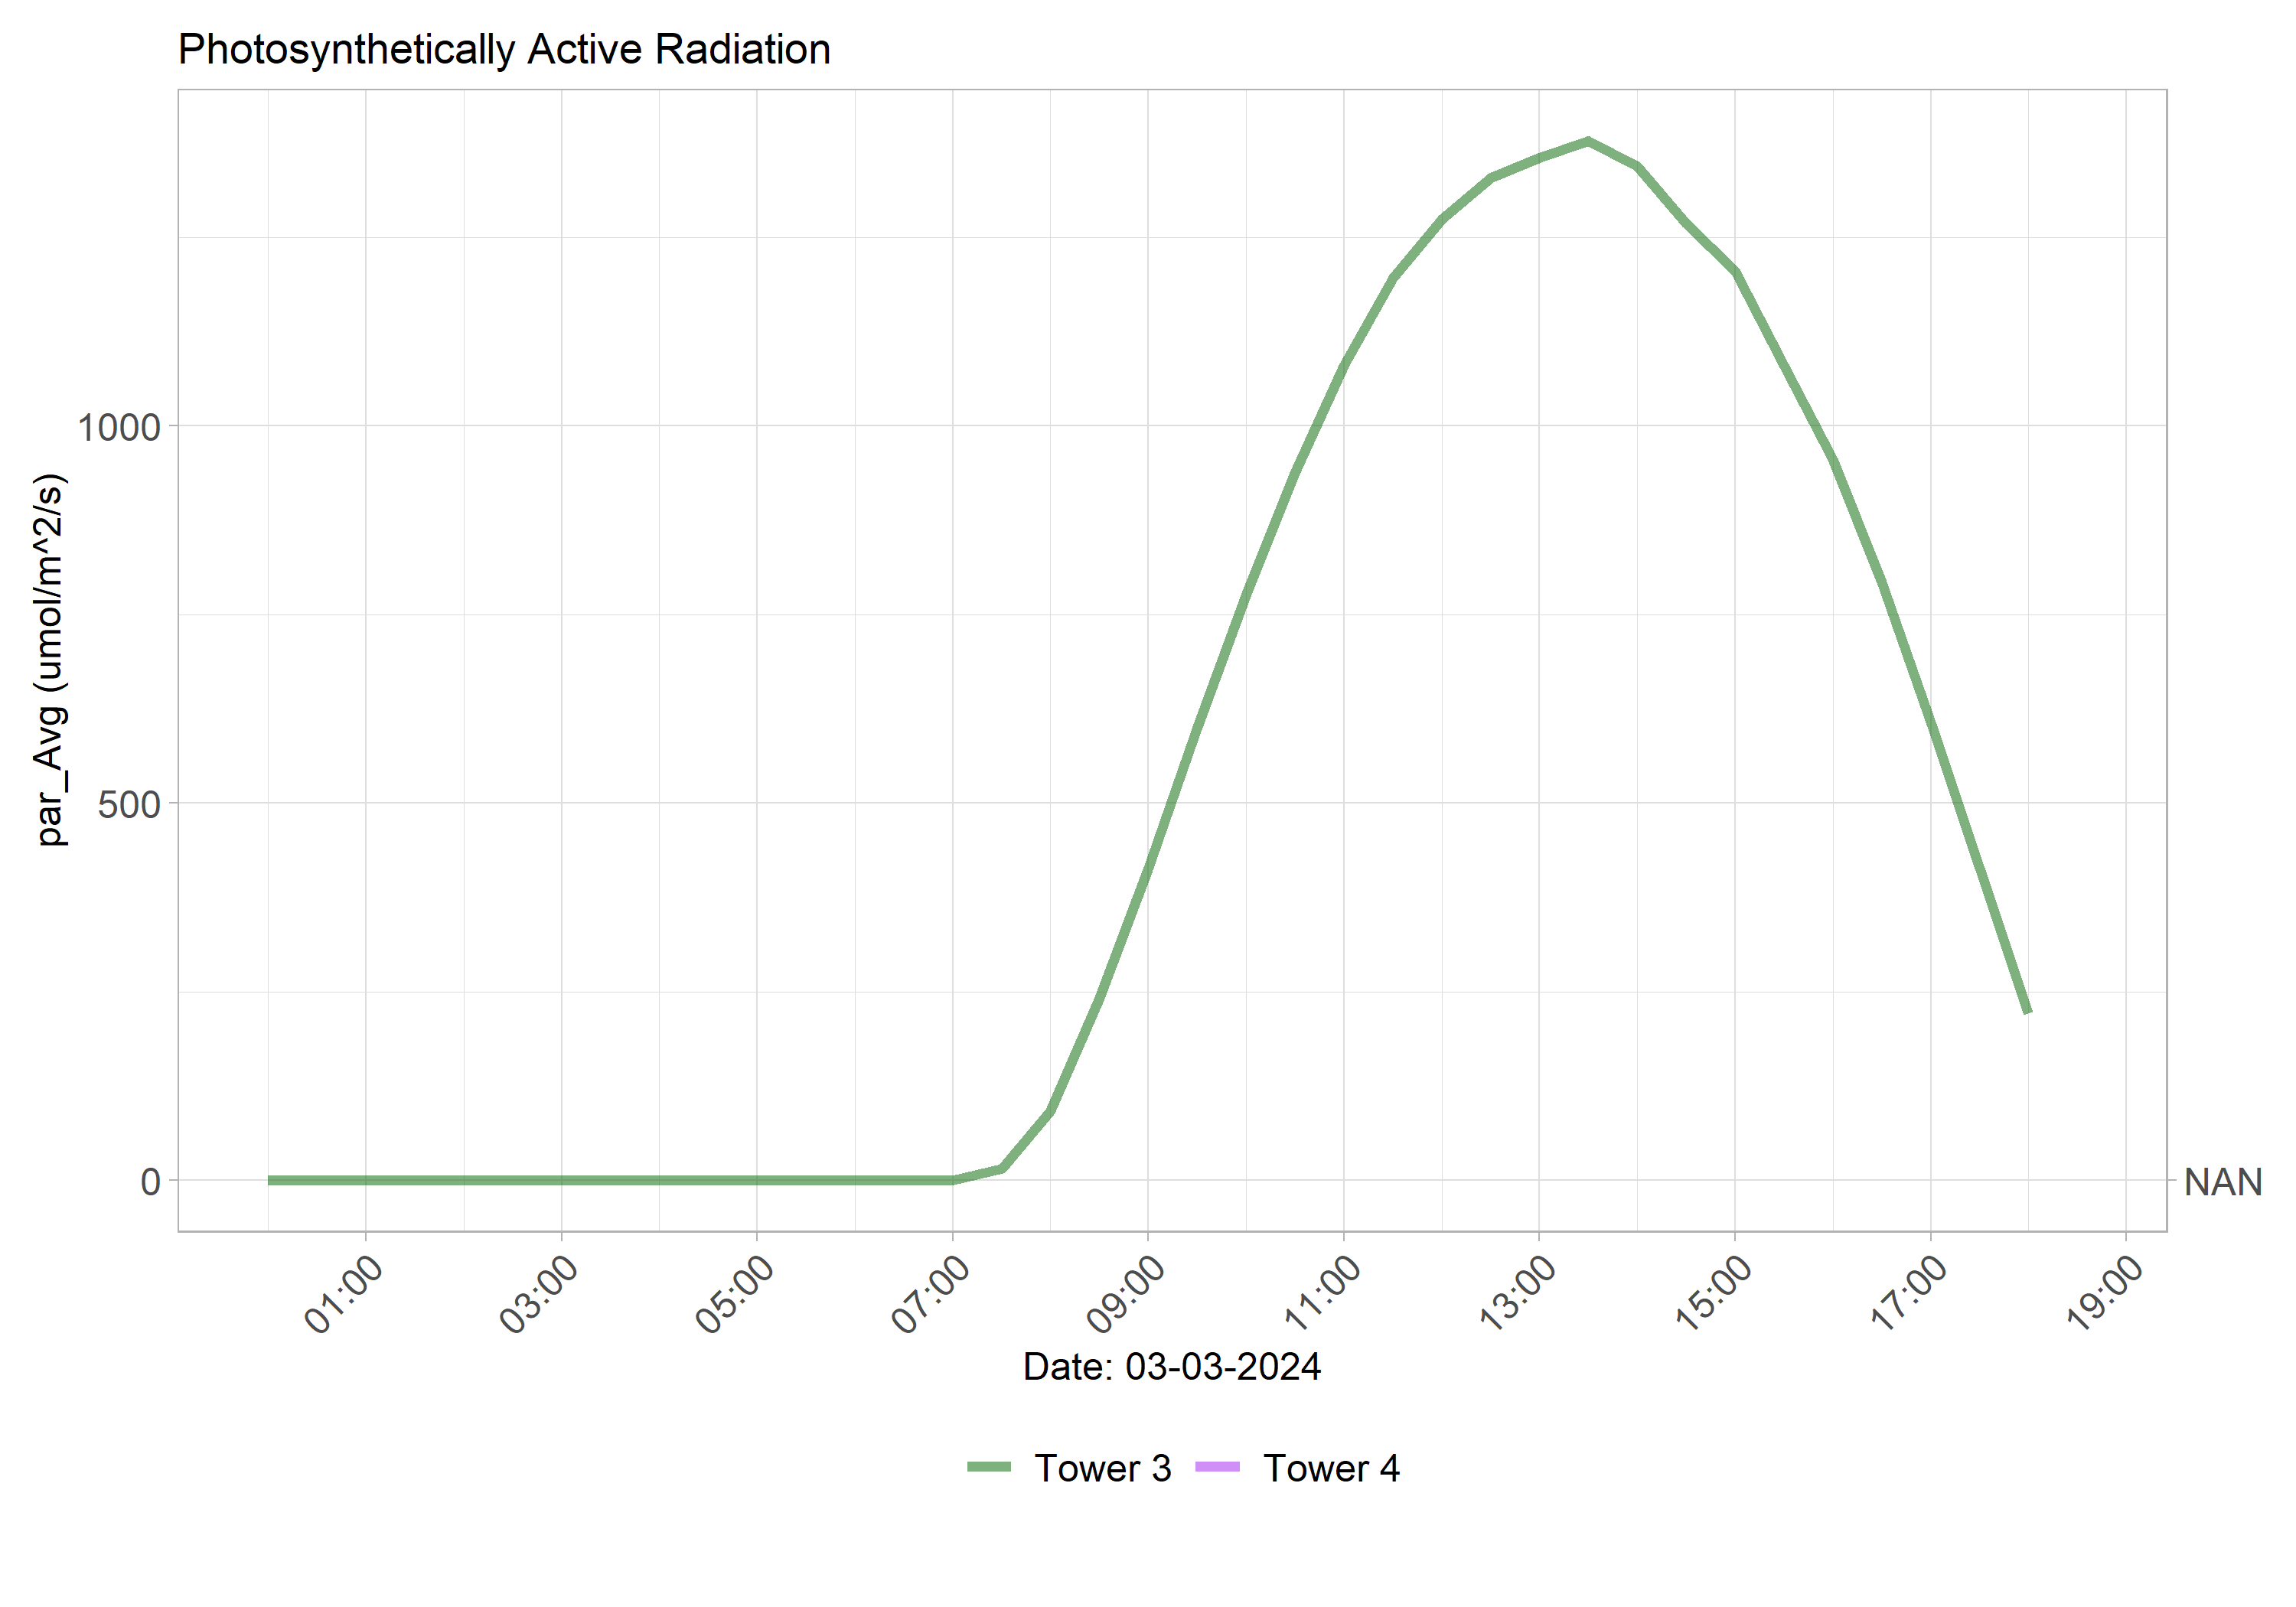 Photosynthetically Active Radiation
par_Avg (umol/m^2/s)
1000
500
0
NAN
01:00 03:00 05:00 07:00 09:00 11:00 13:00 15:00 17:00 19:00
Date: 03-03-2024
Tower 3 Tower 4